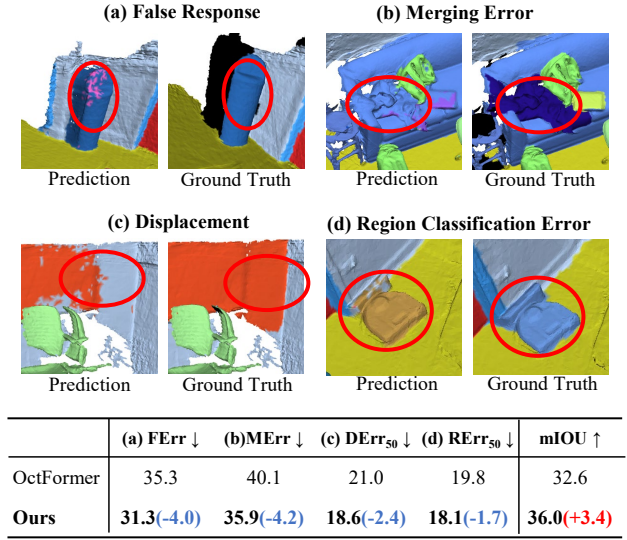 (a) False Response
(b) Merging Error
Prediction
Ground Truth
Prediction
Ground Truth
(c) Displacement
(d) Region Classification Error
Prediction
Ground Truth
Prediction
Ground Truth
(a) FErr ↓ (b)MErr ↓ (c) DErr₅₀ ↓ (d) RErr₅₀ ↓ mIOU ↑
OctFormer 35.3 40.1 21.0 19.8 32.6
Ours 31.3(-4.0) 35.9(-4.2) 18.6(-2.4) 18.1(-1.7) 36.0(+3.4)